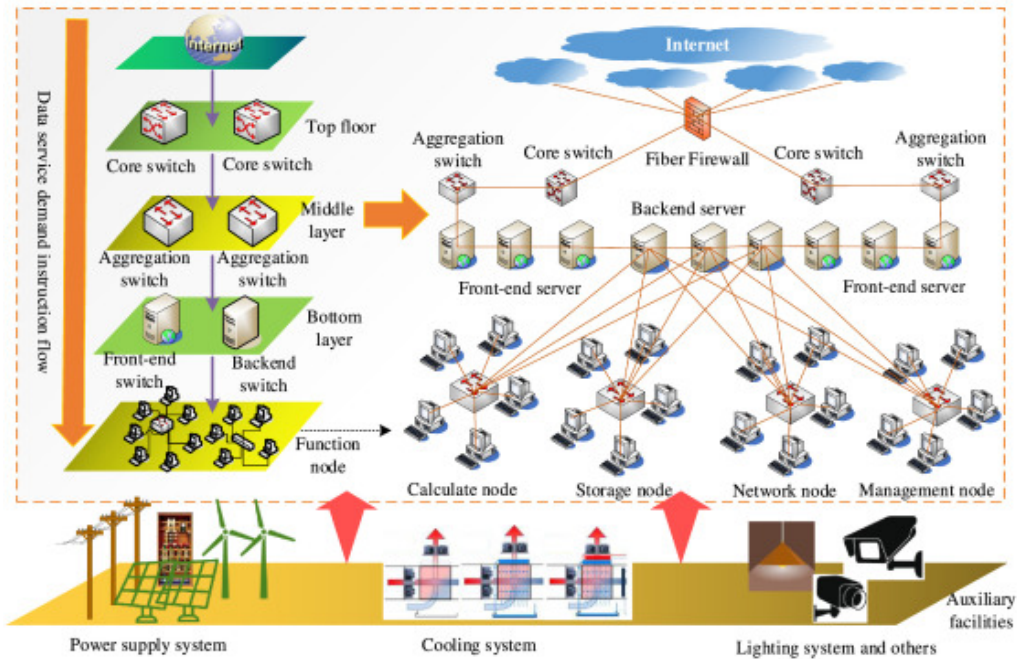 Data service demand instruction flow
Internet
Top floor
Core switch
Core switch
Middle
layer
Aggregation
switch
Aggregation
switch
Bottom
layer
Front-end
switch
Backend
switch
Function
node
Internet
Fiber Firewall
Aggregation
switch
Core switch
Core switch
Aggregation
switch
Backend server
Front-end server
Front-end server
Calculate node
Storage node
Network node
Management node
Auxiliary
facilities
Power supply system
Cooling system
Lighting system and others